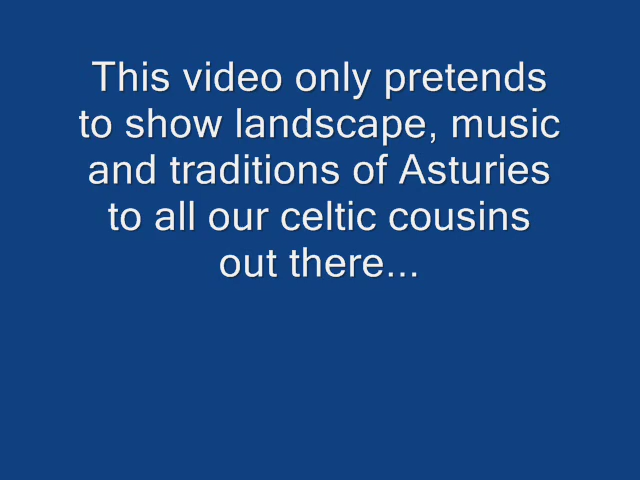 This video only pretends
to show landscape, music
and traditions of Asturies
to all our celtic cousins
out there...